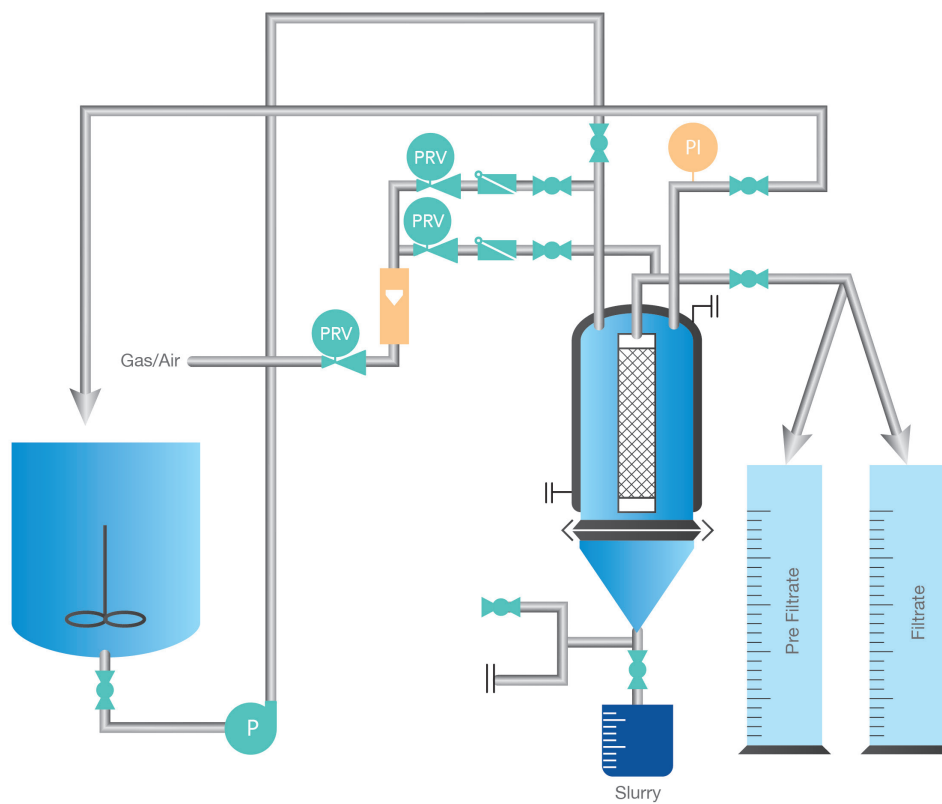 PRV
PI
PRV
PRV
Gas/Air
P
Pre Filtrate
Filtrate
Slurry